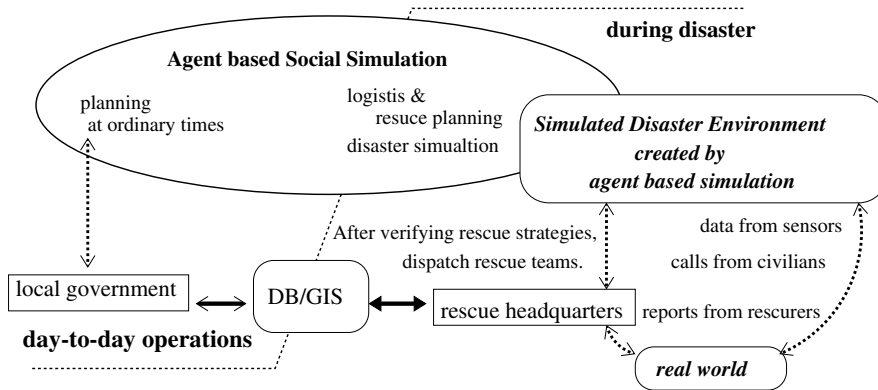 during disaster
Agent based Social Simulation
planning
at ordinary times
logistis &
resuce planning
disaster simualtion
Simulated Disaster Environment
created by
agent based simulation
After verifying rescue strategies,
dispatch rescue teams.
data from sensors
calls from civilians
reports from rescurers
local government
DB/GIS
rescue headquarters
day-to-day operations
real world